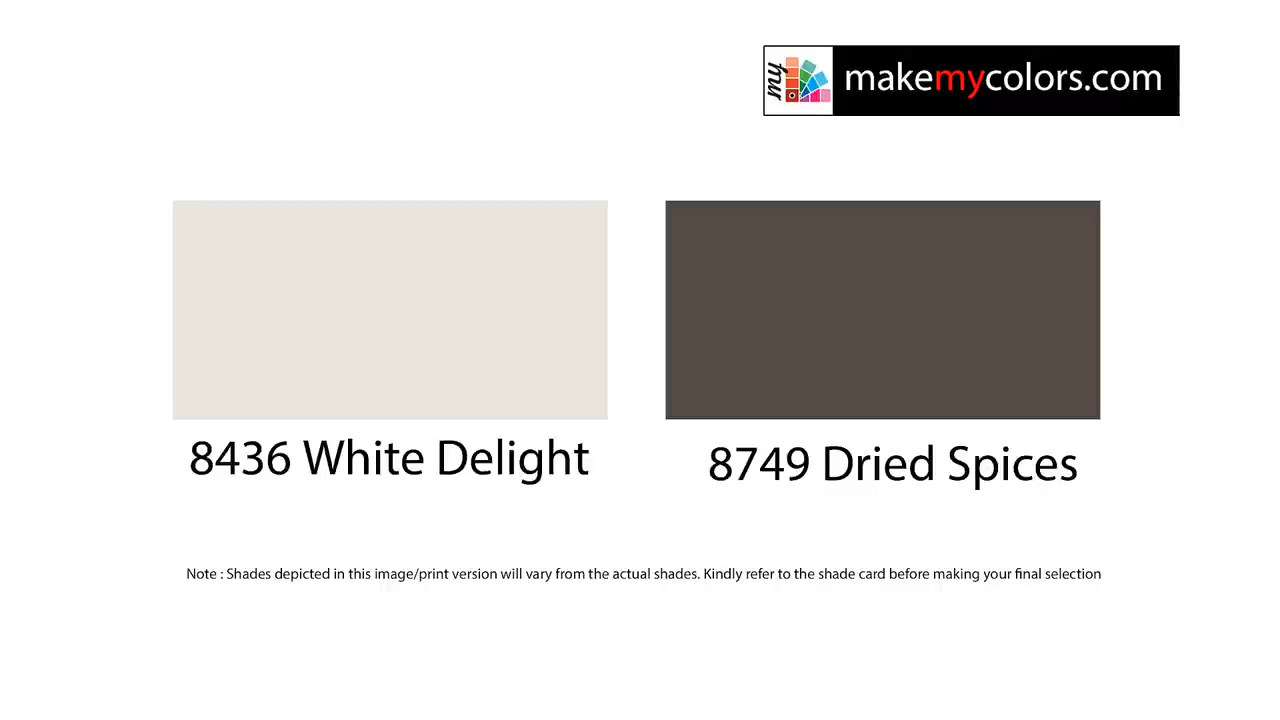 my
makemycolors.com
8436 White Delight
8749 Dried Spices
Note : Shades depicted in this image/print version will vary from the actual shades. Kindly refer to the shade card before making your final selection